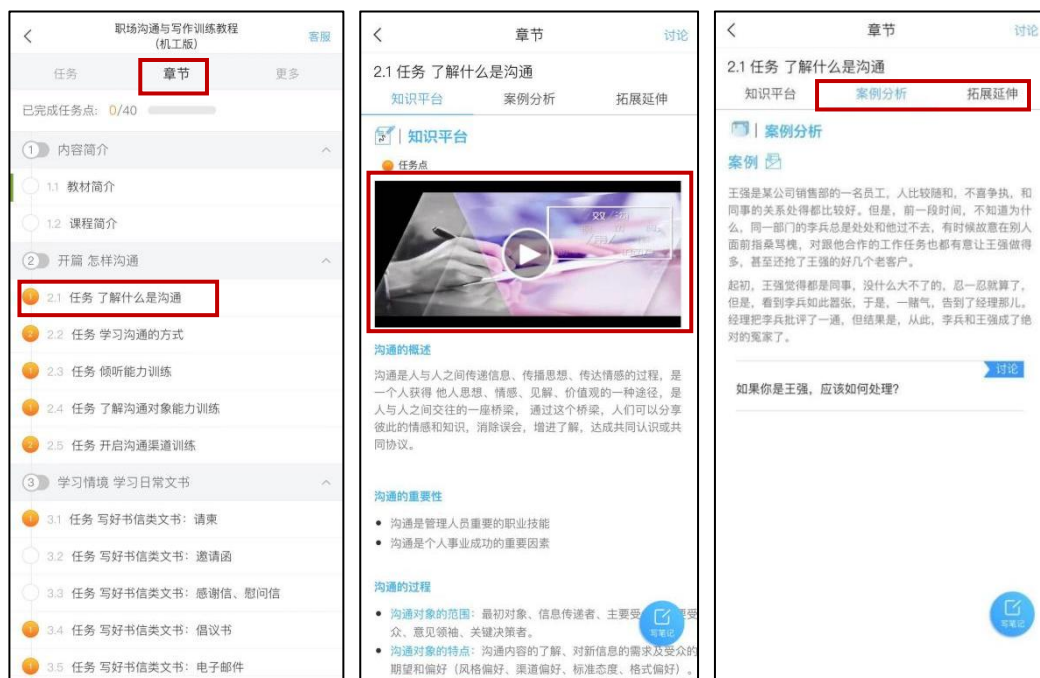 职场沟通与写作训练教程
(机工版)
客服
任务
章节
更多
已完成任务点: 0/40
1 内容简介
1.1 教材简介
1.2 课程简介
2 开篇 怎样沟通
1 2.1 任务 了解什么是沟通
2 2.2 任务 学习沟通的方式
1 2.3 任务 倾听能力训练
1 2.4 任务 了解沟通对象能力训练
2 2.5 任务 开启沟通渠道训练
3 学习情境 学习日常文书
1 3.1 任务 写好书信类文书：请柬
3.2 任务 写好书信类文书：邀请函
3.3 任务 写好书信类文书：感谢信、慰问信
1 3.4 任务 写好书信类文书：倡议书
1 3.5 任务 写好书信类文书：电子邮件
章节
讨论
2.1 任务 了解什么是沟通
知识平台
案例分析
拓展延伸
知识平台
任务点
沟通的概述
沟通是人与人之间传递信息、传播思想、传达情感的过程，是
一个人获得 他人思想、情感、见解、价值观的一种途径，是
人与人之间交往的一座桥梁， 通过这个桥梁，人们可以分享
彼此的情感和知识，消除误会，增进了解，达成共同认识或共
同协议。
沟通的重要性
• 沟通是管理人员重要的职业技能
• 沟通是个人事业成功的重要因素
沟通的过程
• 沟通对象的范围：最初对象、信息传递者、主要受
众、意见领袖、关键决策者。
• 沟通对象的特点：沟通内容的了解、对新信息的需求及受众的
期望和偏好（风格偏好、渠道偏好、标准态度、格式偏好）。
写笔记
章节
讨论
2.1 任务 了解什么是沟通
知识平台
案例分析
拓展延伸
案例分析
案例
王强是某公司销售部的一名员工，人比较随和，不喜争执，和
同事的关系处得都比较好。但是，前一段时间，不知道为什
么，同一部门的李兵总是处处和他过不去，有时候故意在别人
面前指桑骂槐，对跟他合作的工作任务也都有意让王强做得
多，甚至还抢了王强的好几个老客户。
起初，王强觉得都是同事，没什么大不了的，忍一忍就算了，
但是，看到李兵如此嚣张，于是，一赌气，告到了经理那儿。
经理把李兵批评了一通，但结果是，从此，李兵和王强成了绝
对的冤家了。
讨论
如果你是王强，应该如何处理？
写笔记